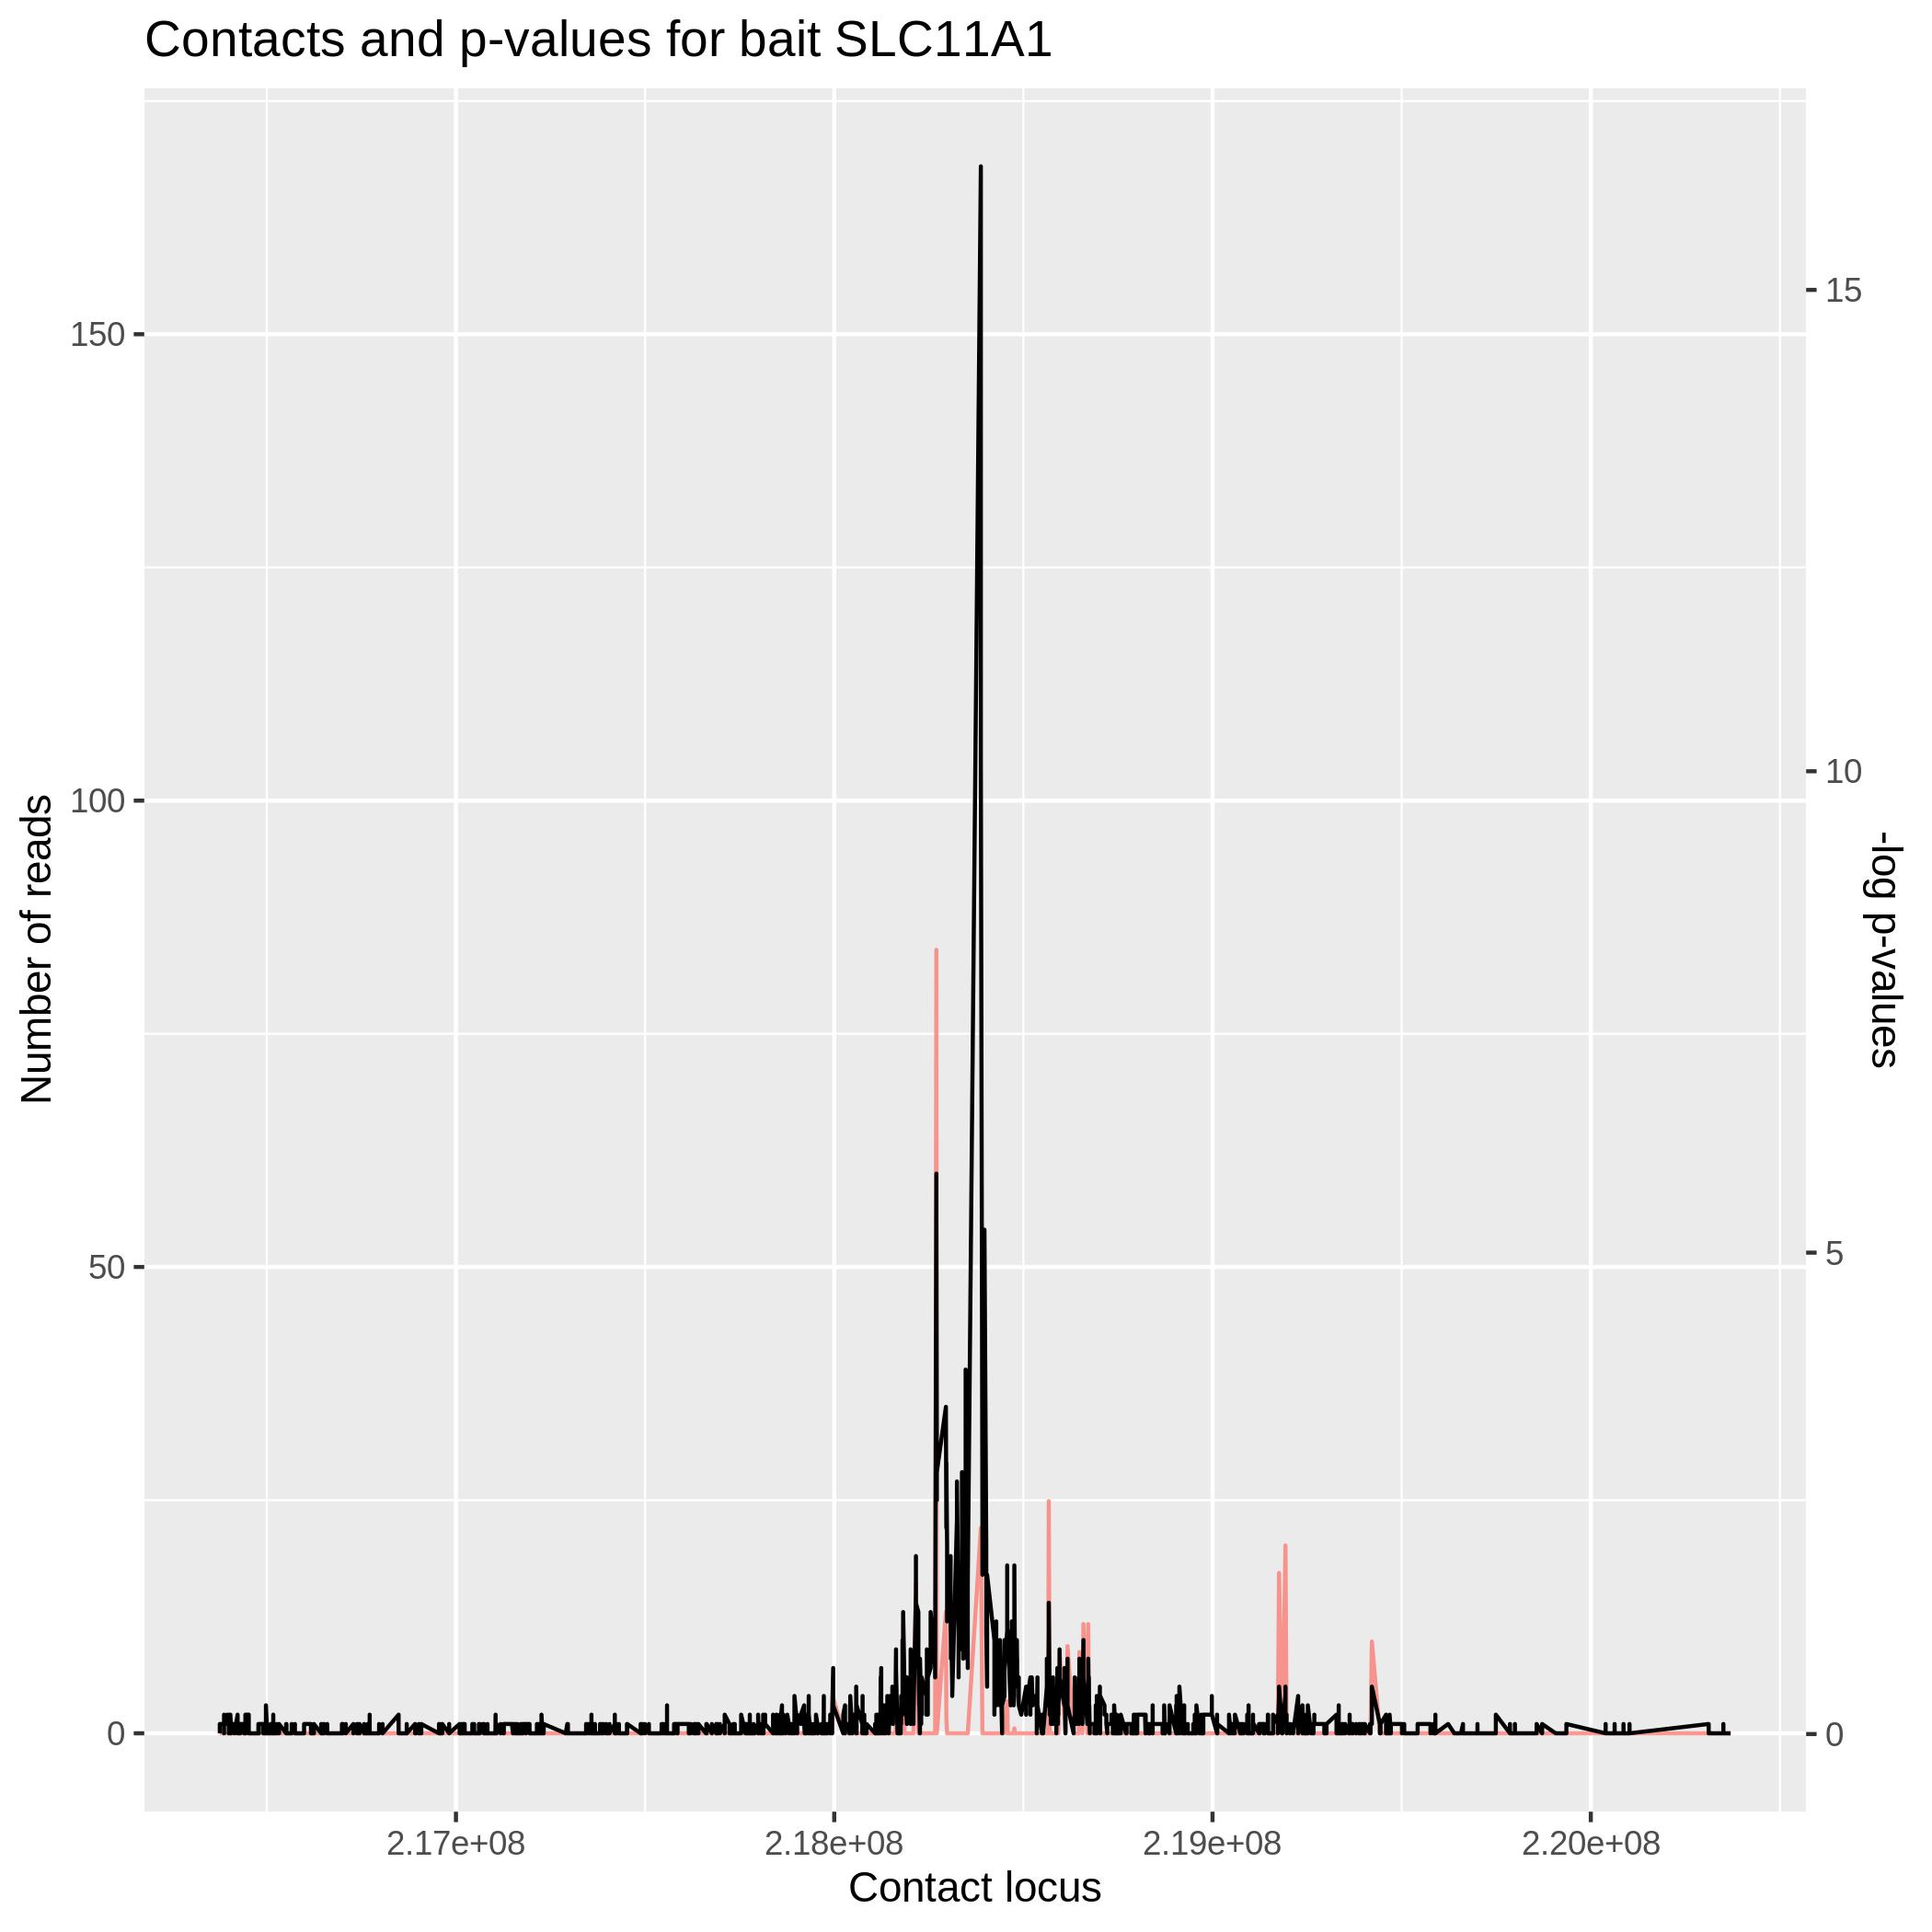 Contacts and p-values for bait SLC11A1
Number of reads
150
100
50
0
15
10
5
0
-log p-values
2.17e+08
2.18e+08
2.19e+08
2.20e+08
Contact locus